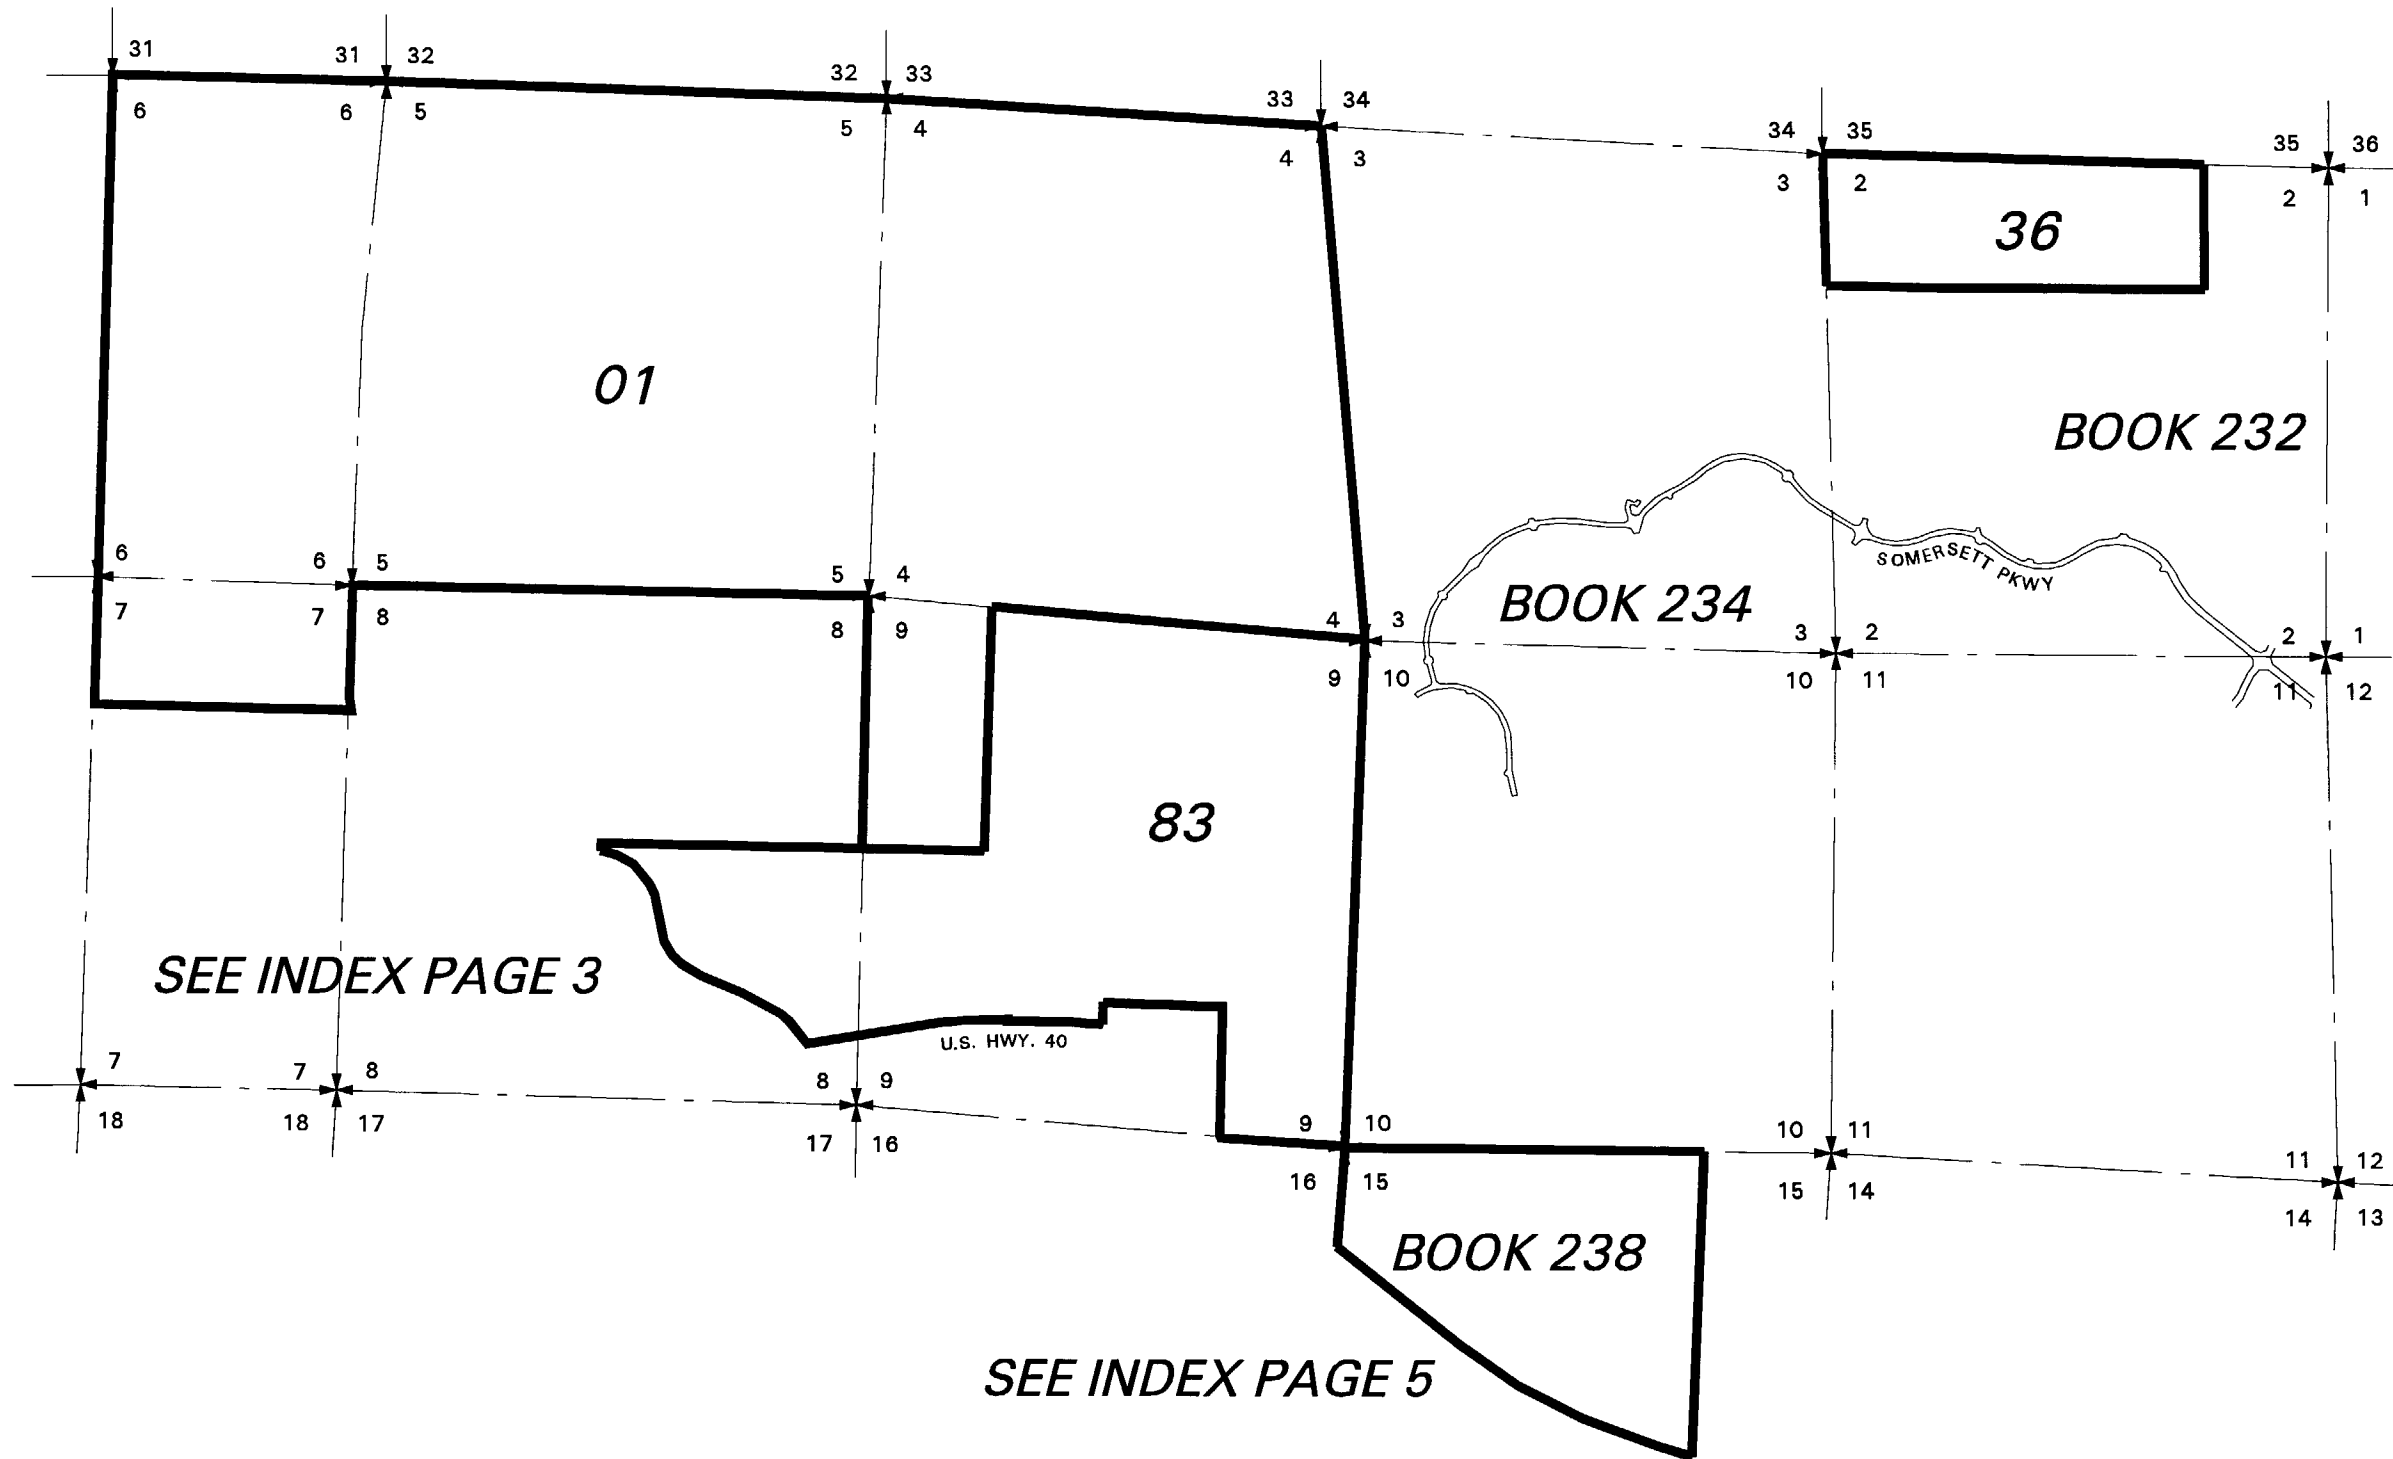 31 31 32 32 33 33 34 34 35 35 36
6 6 5 5 4 4 3 3 2 2 1
36
01
BOOK 232
SOMERSETT PKWY
6 6 5 5 4 4 3 3 2 2 1
BOOK 234
7 7 8 8 9 9 10 10 11 11 12
83
SEE INDEX PAGE 3
U.S. HWY. 40
7 7 8 8 9 9 10 10 11 11 12
18 18 17 17 16 16 15 15 14 14 13
BOOK 238
SEE INDEX PAGE 5